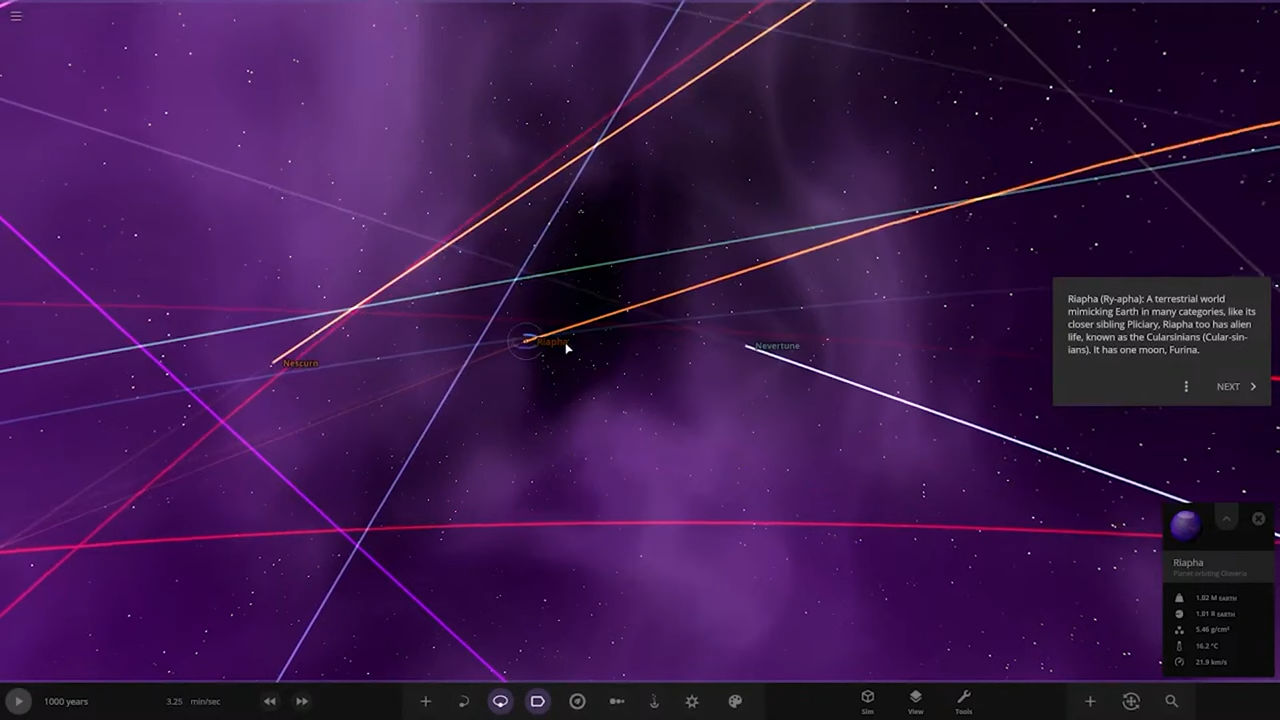 Riapha (Ry-apha): A terrestrial world
mimicking Earth in many categories, like its
closer sibling Pliciary, Riapha too has alien
life, known as the Cularsinians (Cular-sin-
ians). It has one moon, Furina.
NEXT
Riapha
Nescurn
Nevertune
Riapha
Planet orbiting Olaveria
1.02 M EARTH
1.01 R EARTH
5.46 g/cm³
16.2 °C
21.9 km/s
1000 years
3.25 min/sec
Sim
View
Tools